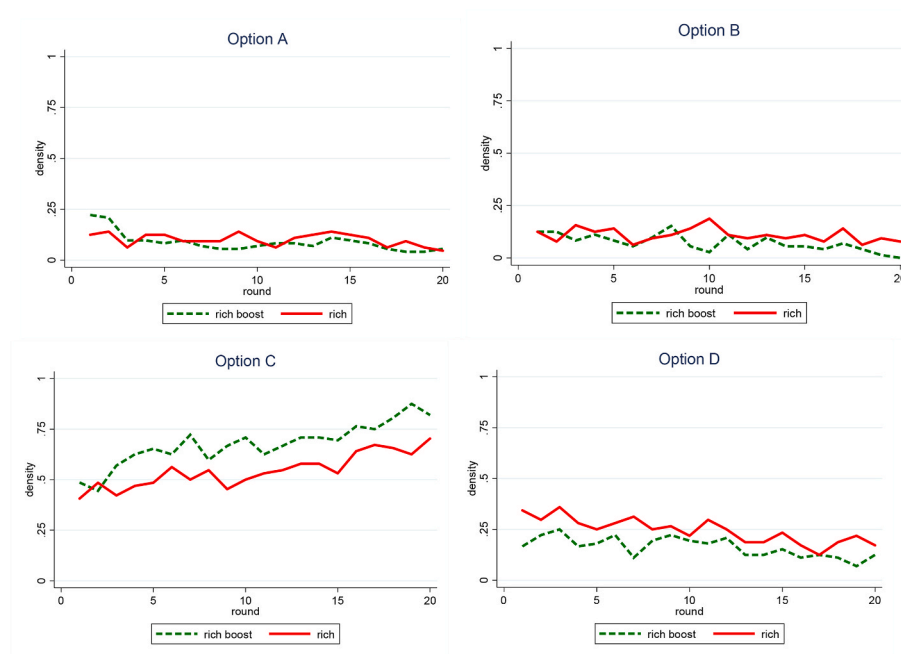 Option A
density
1
.75
.5
.25
0
0 5 10 15 20
round
rich boost rich
Option B
density
1
.75
.5
.25
0
0 5 10 15 20
round
rich boost rich
Option C
density
1
.75
.5
.25
0
0 5 10 15 20
round
rich boost rich
Option D
density
1
.75
.5
.25
0
0 5 10 15 20
round
rich boost rich